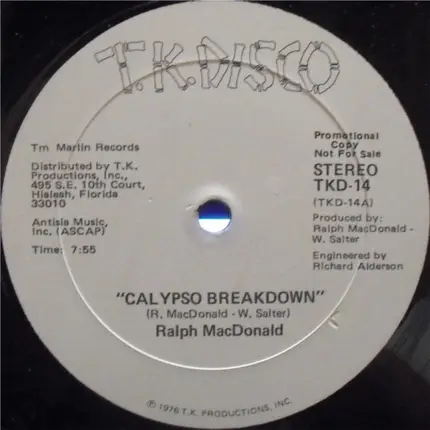 T.K. DISCO
Tm Marlin Records
Distributed by T.K.
Productions, Inc.,
495 S.E. 10th Court,
Hialeah, Florida
33010
Antisia Music,
Inc. (ASCAP)
Time: 7:55
Promotional
Copy
Not For Sale
STEREO
TKD-14
(TKD-14A)
Produced by:
Ralph MacDonald -
W. Salter
Engineered by
Richard Alderson
"CALYPSO BREAKDOWN"
(R. MacDonald - W. Salter)
Ralph MacDonald
℗ 1976 T.K. PRODUCTIONS, INC.